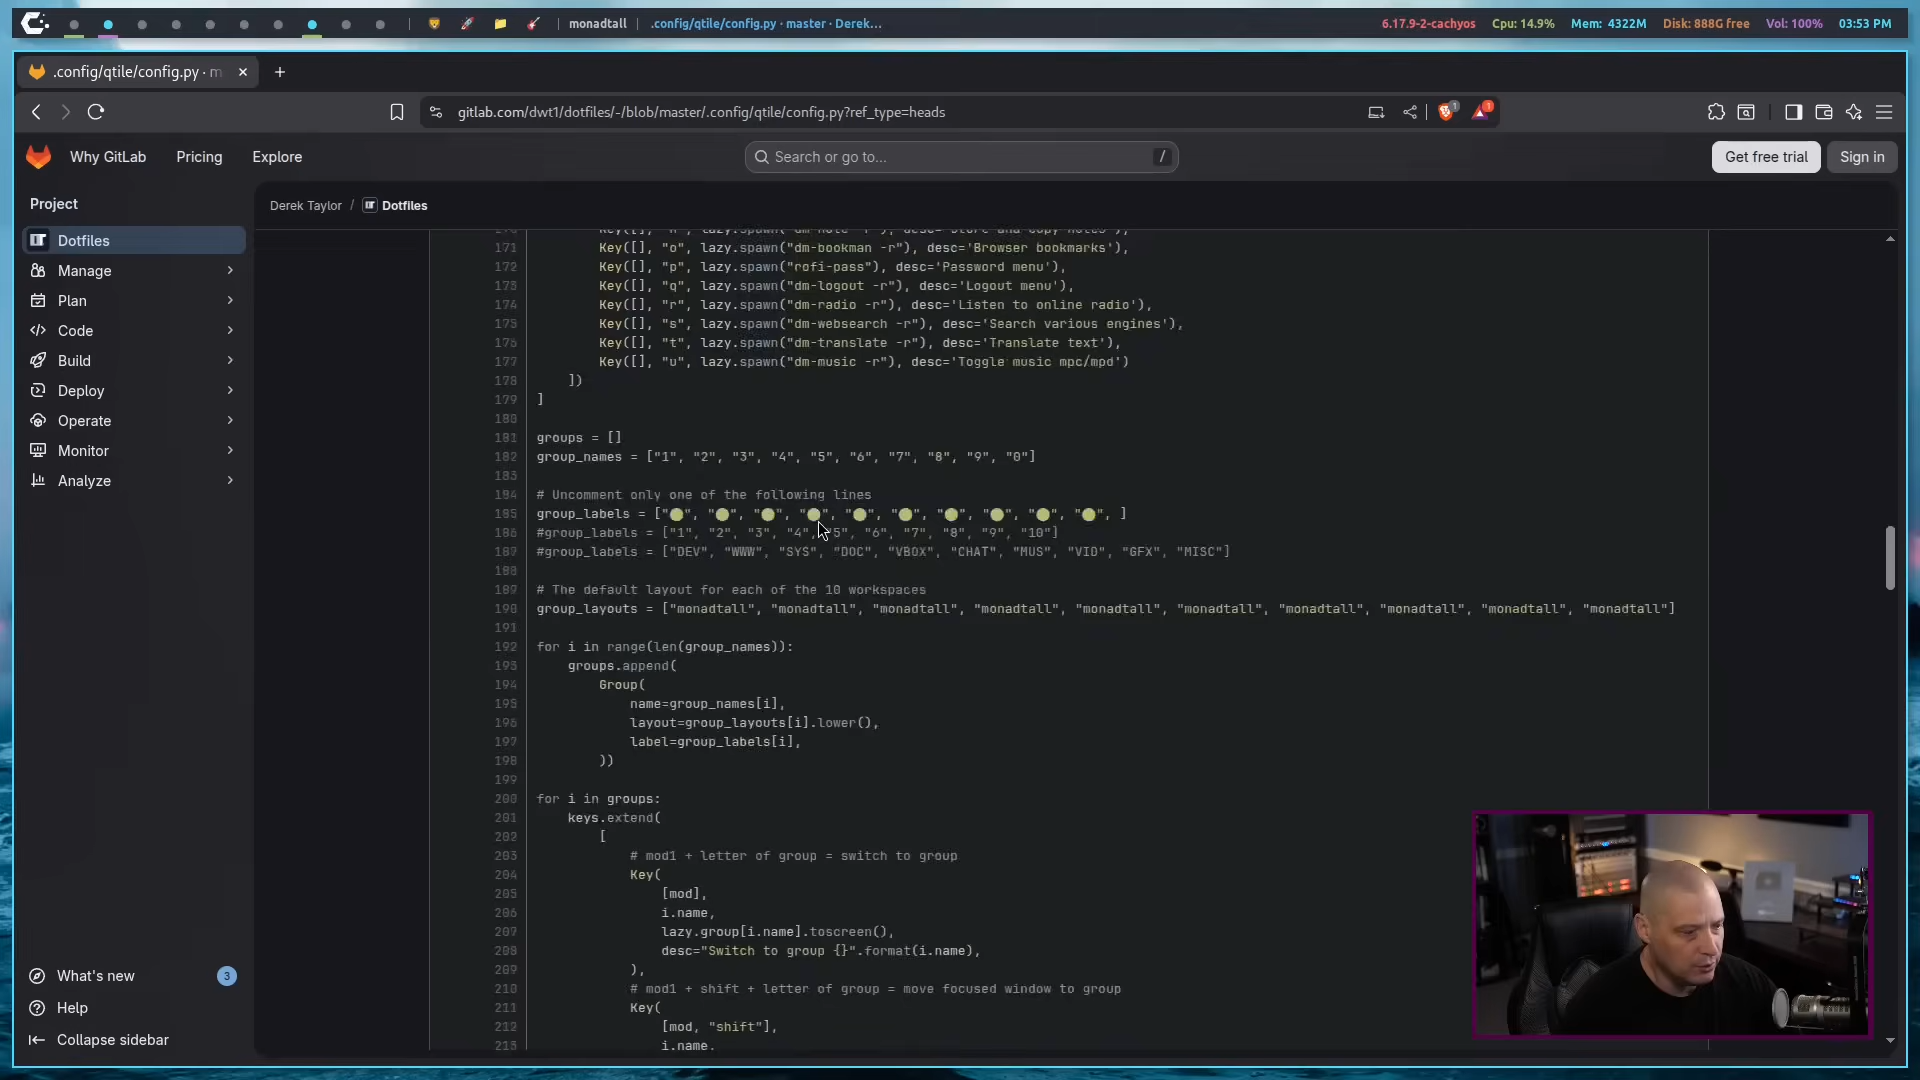 monadtall
.config/qtile/config.py · master · Derek...
6.17.9-2-cachyos
Cpu: 14.9%
Mem: 4322M
Disk: 888G free
Vol: 100%
03:53 PM
.config/qtile/config.py · m
gitlab.com/dwt1/dotfiles/-/blob/master/.config/qtile/config.py?ref_type=heads
1
1
Why GitLab
Pricing
Explore
Search or go to...
/
Get free trial
Sign in
Project
Derek Taylor / Dotfiles
Dotfiles
Manage
Plan
Code
Build
Deploy
Operate
Monitor
Analyze
What's new
3
Help
Collapse sidebar
171 Key([], "o", lazy.spawn("dm-bookman -r"), desc='Browser bookmarks'),
172 Key([], "p", lazy.spawn("rofi-pass"), desc='Password menu'),
173 Key([], "q", lazy.spawn("dm-logout -r"), desc='Logout menu'),
174 Key([], "r", lazy.spawn("dm-radio -r"), desc='Listen to online radio'),
175 Key([], "s", lazy.spawn("dm-websearch -r"), desc='Search various engines'),
176 Key([], "t", lazy.spawn("dm-translate -r"), desc='Translate text'),
177 Key([], "u", lazy.spawn("dm-music -r"), desc='Toggle music mpc/mpd')
178 ])
179 ]
180
181 groups = []
182 group_names = ["1", "2", "3", "4", "5", "6", "7", "8", "9", "0"]
183
184 # Uncomment only one of the following lines
185 group_labels = ["●", "●", "●", "●", "●", "●", "●", "●", "●", "●", ]
186 #group_labels = ["1", "2", "3", "4", "5", "6", "7", "8", "9", "10"]
187 #group_labels = ["DEV", "WWW", "SYS", "DOC", "VBOX", "CHAT", "MUS", "VID", "GFX", "MISC"]
188
189 # The default layout for each of the 10 workspaces
190 group_layouts = ["monadtall", "monadtall", "monadtall", "monadtall", "monadtall", "monadtall", "monadtall", "monadtall", "monadtall", "monadtall"]
191
192 for i in range(len(group_names)):
193 groups.append(
194 Group(
195 name=group_names[i],
196 layout=group_layouts[i].lower(),
197 label=group_labels[i],
198 ))
199
200 for i in groups:
201 keys.extend(
202 [
203 # mod1 + letter of group = switch to group
204 Key(
205 [mod],
206 i.name,
207 lazy.group[i.name].toscreen(),
208 desc="Switch to group {}".format(i.name),
209 ),
210 # mod1 + shift + letter of group = move focused window to group
211 Key(
212 [mod, "shift"],
213 i.name,